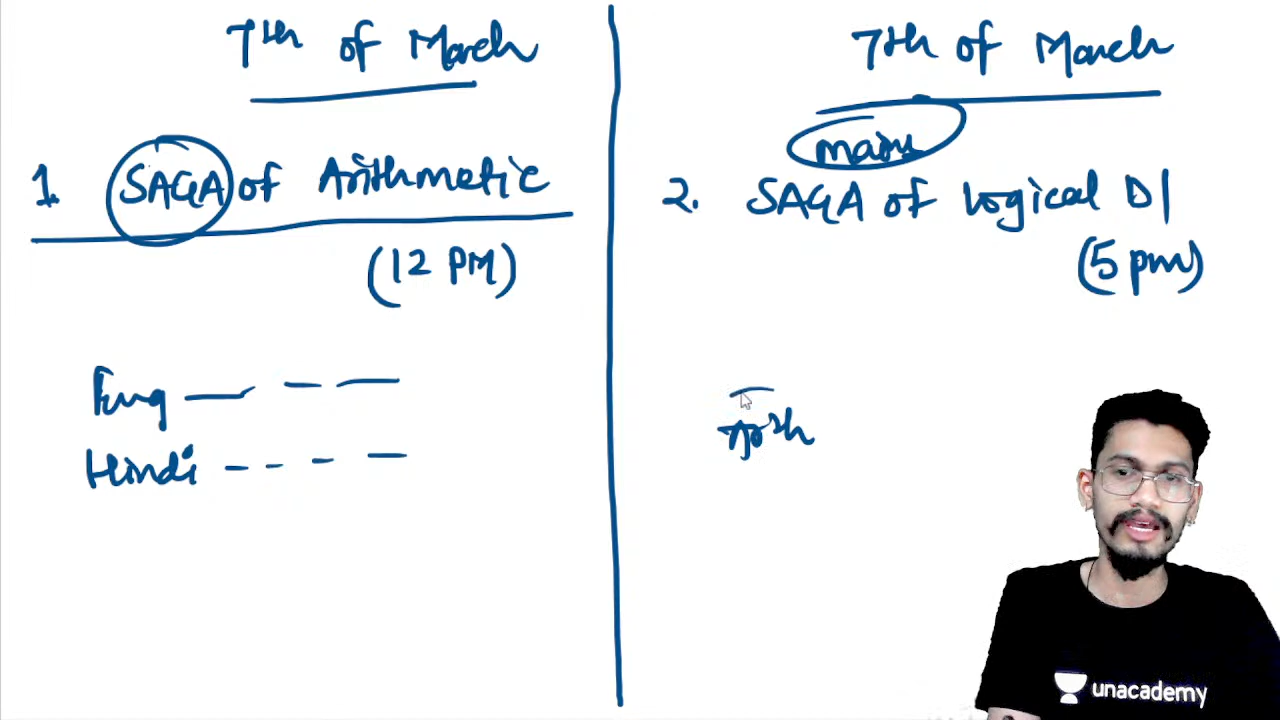 7th of March
1. SAGA of Arithmetic
(12 PM)
Eng
Hindi
7th of March
mains
2. SAGA of Logical DI
(5 pm)
unacademy